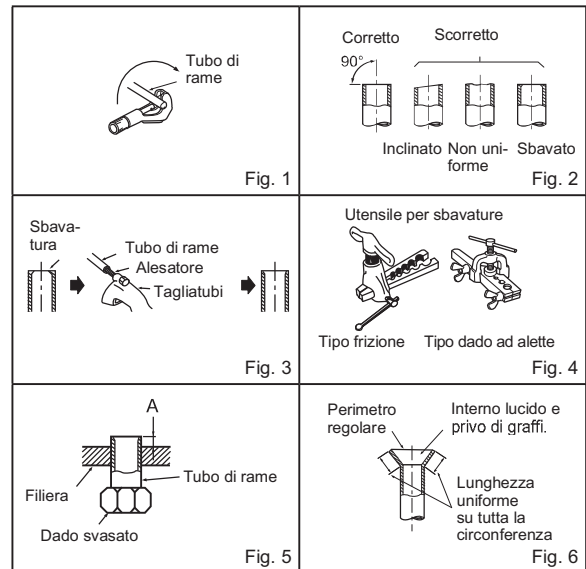 Tubo di
rame
Fig. 1
Corretto
Scorretto
90°
Inclinato
Non uni-
forme
Sbavato
Fig. 2
Sbava-
tura
Tubo di rame
Alesatore
Tagliatubi
Fig. 3
Utensile per sbavature
Tipo frizione
Tipo dado ad alette
Fig. 4
A
Tubo di rame
Filiera
Dado svasato
Fig. 5
Perimetro
regolare
Interno lucido e
privo di graffi.
Lunghezza
uniforme
su tutta la
circonferenza
Fig. 6